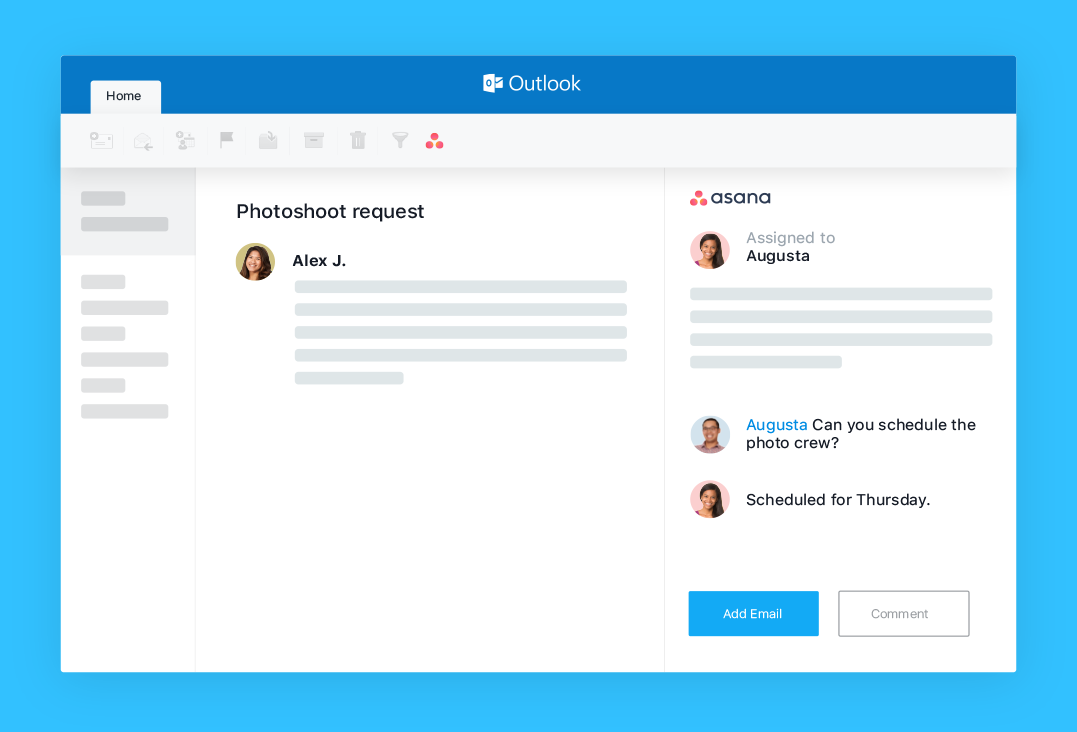 Outlook
Home
Photoshoot request
Alex J.
asana
Assigned to
Augusta
Augusta Can you schedule the
photo crew?
Scheduled for Thursday.
Add Email
Comment